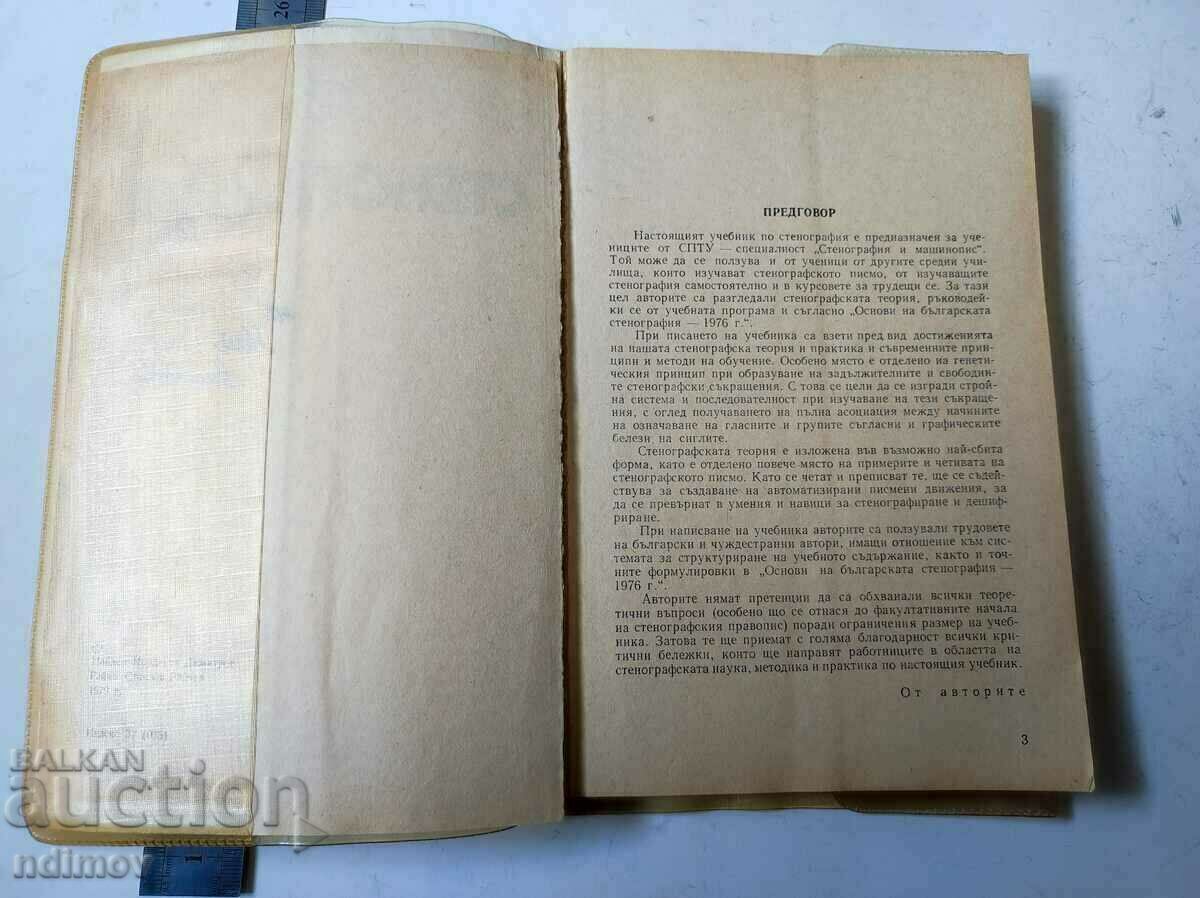 26
ПРЕДГОВОР
Настоящият учебник по стенография е предназначен за уче-
ниците от СПТУ — специалност „Стенография и машинопис“.
Той може да се ползува и от ученици от другите средни учи-
лища, които изучават стенографското писмо, от изучаващите
стенография самостоятелно и в курсовете за трудещи се. За тази
цел авторите са разгледали стенографската теория, ръководей-
ки се от учебната програма и съгласно „Основи на българската
стенография — 1976 г.“.
При писането на учебника са взети пред вид достиженията
на нашата стенографска теория и практика и съвременните прин-
ципи и методи на обучение. Особено място е отделено на генети-
ческия принцип при образуване на задължителните и свободните
стенографски съкращения. С това се цели да се изгради строй-
на система и последователност при изучаване на тези съкраще-
ния, с оглед получаването на пълна асоциация между начините
на означаване на гласните и групите съгласни и графическите
белези на сиглите.
Стенографската теория е изложена във възможно най-сбита
форма, като е отделено повече място на примерите и четивата на
стенографското писмо. Като се четат и преписват те, ще се съдей-
ствува за създаване на автоматизирани писмени движения, за
да се превърнат в умения и навици за стенографиране и дешиф-
риране.
При написване на учебника авторите са ползували трудовете
на български и чуждестранни автори, имащи отношение към сис-
темата за структуриране на учебното съдържание, както и точ-
ните формулировки в „Основи на българската стенография —
1976 г.“.
Авторите нямат претенции да са обхванали всички теоре-
тични въпроси (особено що се отнася до факултативните начала
на стенографския правопис) поради ограничения размер на учеб-
ника. Затова те ще приемат с голяма благодарност всички кри-
тични бележки, които ще направят работниците в областта на
стенографската наука, методика и практика по настоящия учебник.
От авторите
3
1979
BALKAN
auction
ndimov
1